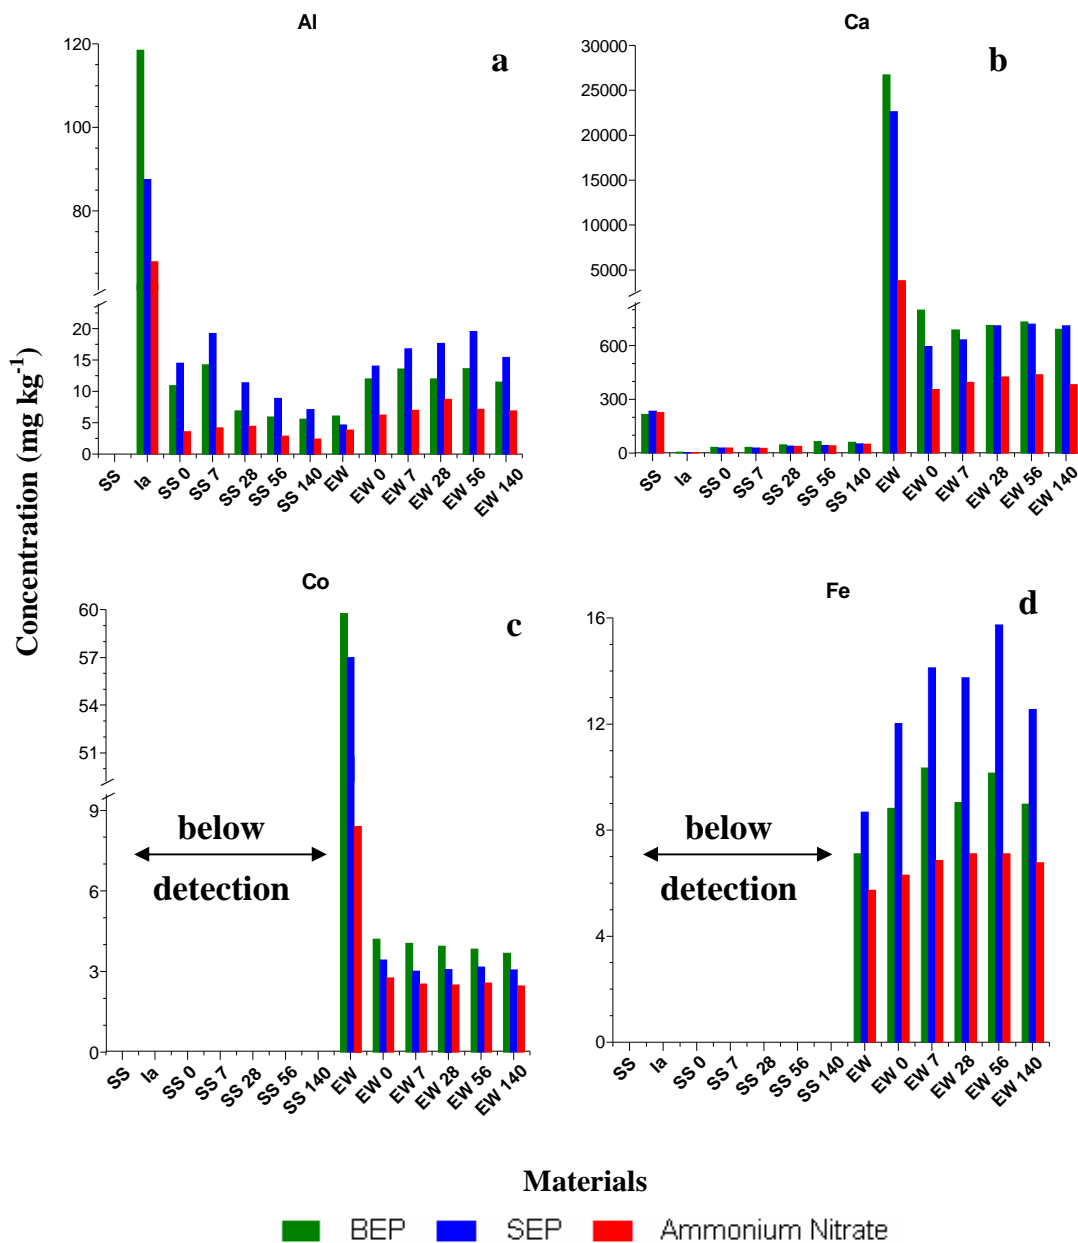 Al
a
120
100
80
20
15
10
5
0
SS
Ia
SS 0
SS 7
SS 28
SS 56
SS 140
EW
EW 0
EW 7
EW 28
EW 56
EW 140
Ca
b
30000
25000
20000
15000
10000
5000
600
300
0
SS
Ia
SS 0
SS 7
SS 28
SS 56
SS 140
EW
EW 0
EW 7
EW 28
EW 56
EW 140
Concentration (mg kg-1)
Co
c
60
57
54
51
9
6
3
0
below
detection
SS
Ia
SS 0
SS 7
SS 28
SS 56
SS 140
EW
EW 0
EW 7
EW 28
EW 56
EW 140
Fe
d
16
12
8
4
0
below
detection
SS
Ia
SS 0
SS 7
SS 28
SS 56
SS 140
EW
EW 0
EW 7
EW 28
EW 56
EW 140
Materials
BEP SEP Ammonium Nitrate